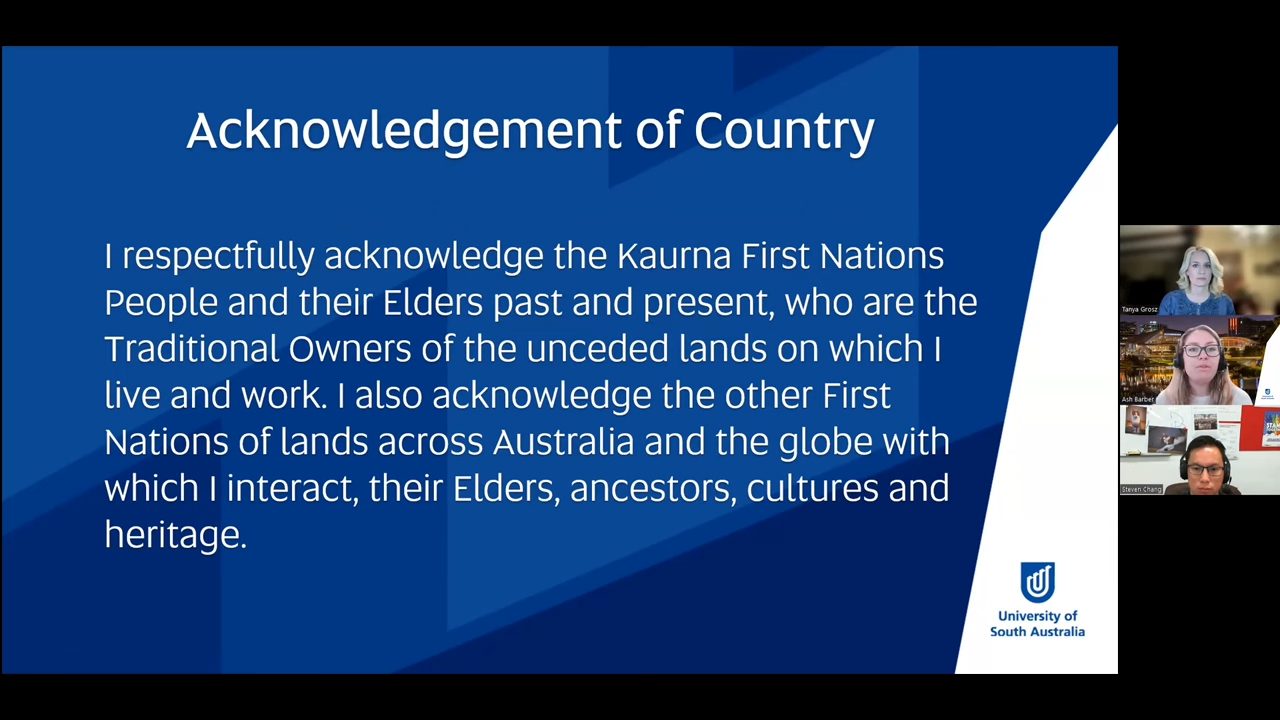 Acknowledgement of Country
I respectfully acknowledge the Kaurna First Nations
People and their Elders past and present, who are the
Traditional Owners of the unceded lands on which I
live and work. I also acknowledge the other First
Nations of lands across Australia and the globe with
which I interact, their Elders, ancestors, cultures and
heritage.
University of
South Australia
Tanya Grosz
Ash Barber
Steven Chang